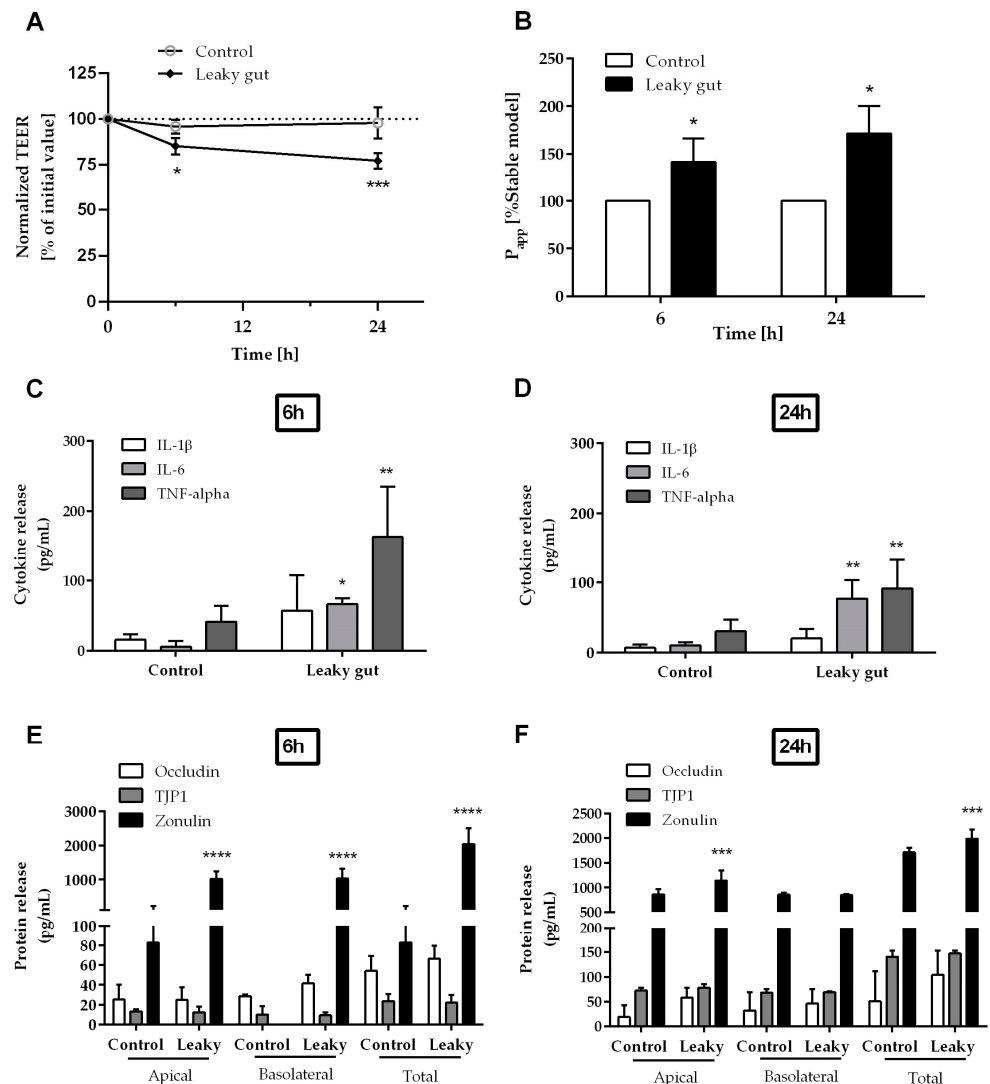 A
Control
Leaky gut
125
100
75
50
25
0
0
12
24
Normalized TEER
[% of initial value]
*
***
Time [h]
B
Control
Leaky gut
250
200
150
100
50
0
P_app [%Stable model]
*
*
6
24
Time [h]
C
6h
IL-1β
IL-6
TNF-alpha
300
200
100
0
Cytokine release
(pg/mL)
*
**
Control
Leaky gut
D
24h
IL-1β
IL-6
TNF-alpha
300
200
100
0
Cytokine release
(pg/mL)
**
**
Control
Leaky gut
E
6h
Occludin
TJP1
Zonulin
3000
2000
1000
100
80
60
40
20
0
Protein release
(pg/mL)
****
****
****
Control Leaky Control Leaky Control Leaky
Apical Basolateral Total
F
24h
Occludin
TJP1
Zonulin
2500
2000
1500
1000
500
200
150
100
50
0
Protein release
(pg/mL)
***
***
Control Leaky Control Leaky Control Leaky
Apical Basolateral Total